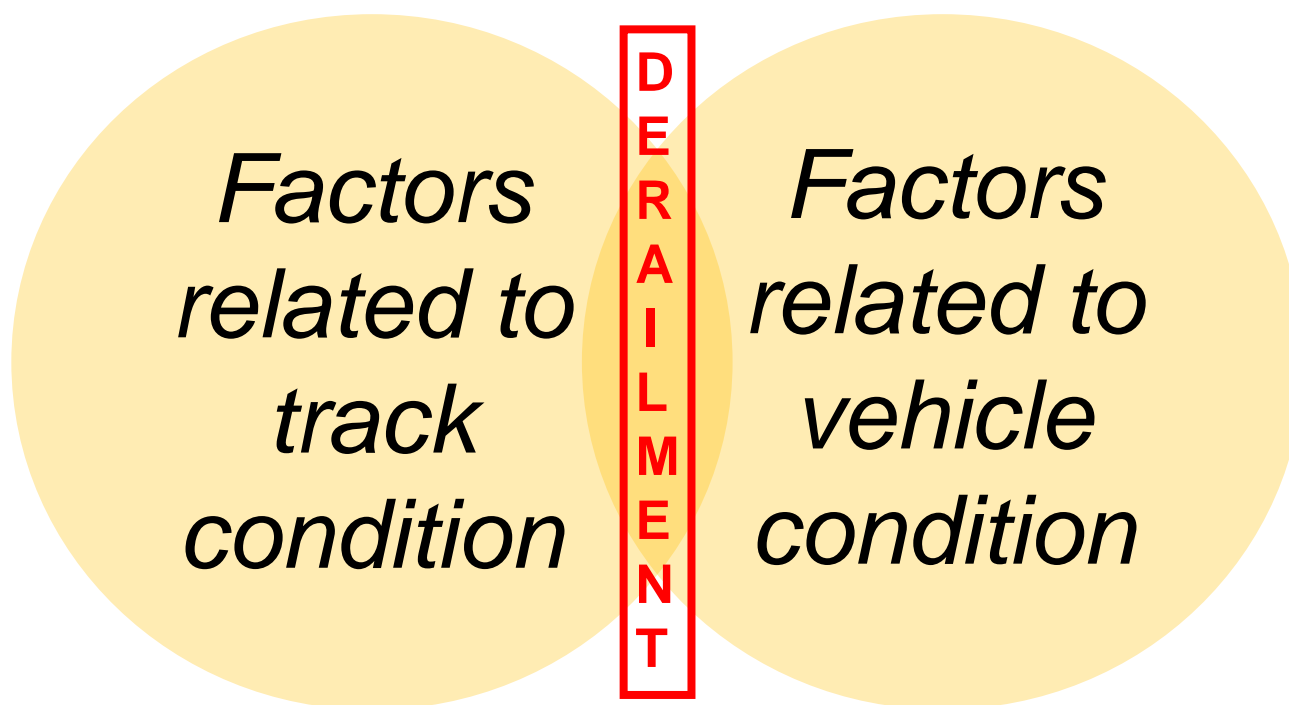 Factors
related to
track
condition
D
E
R
A
I
L
M
E
N
T
Factors
related to
vehicle
condition